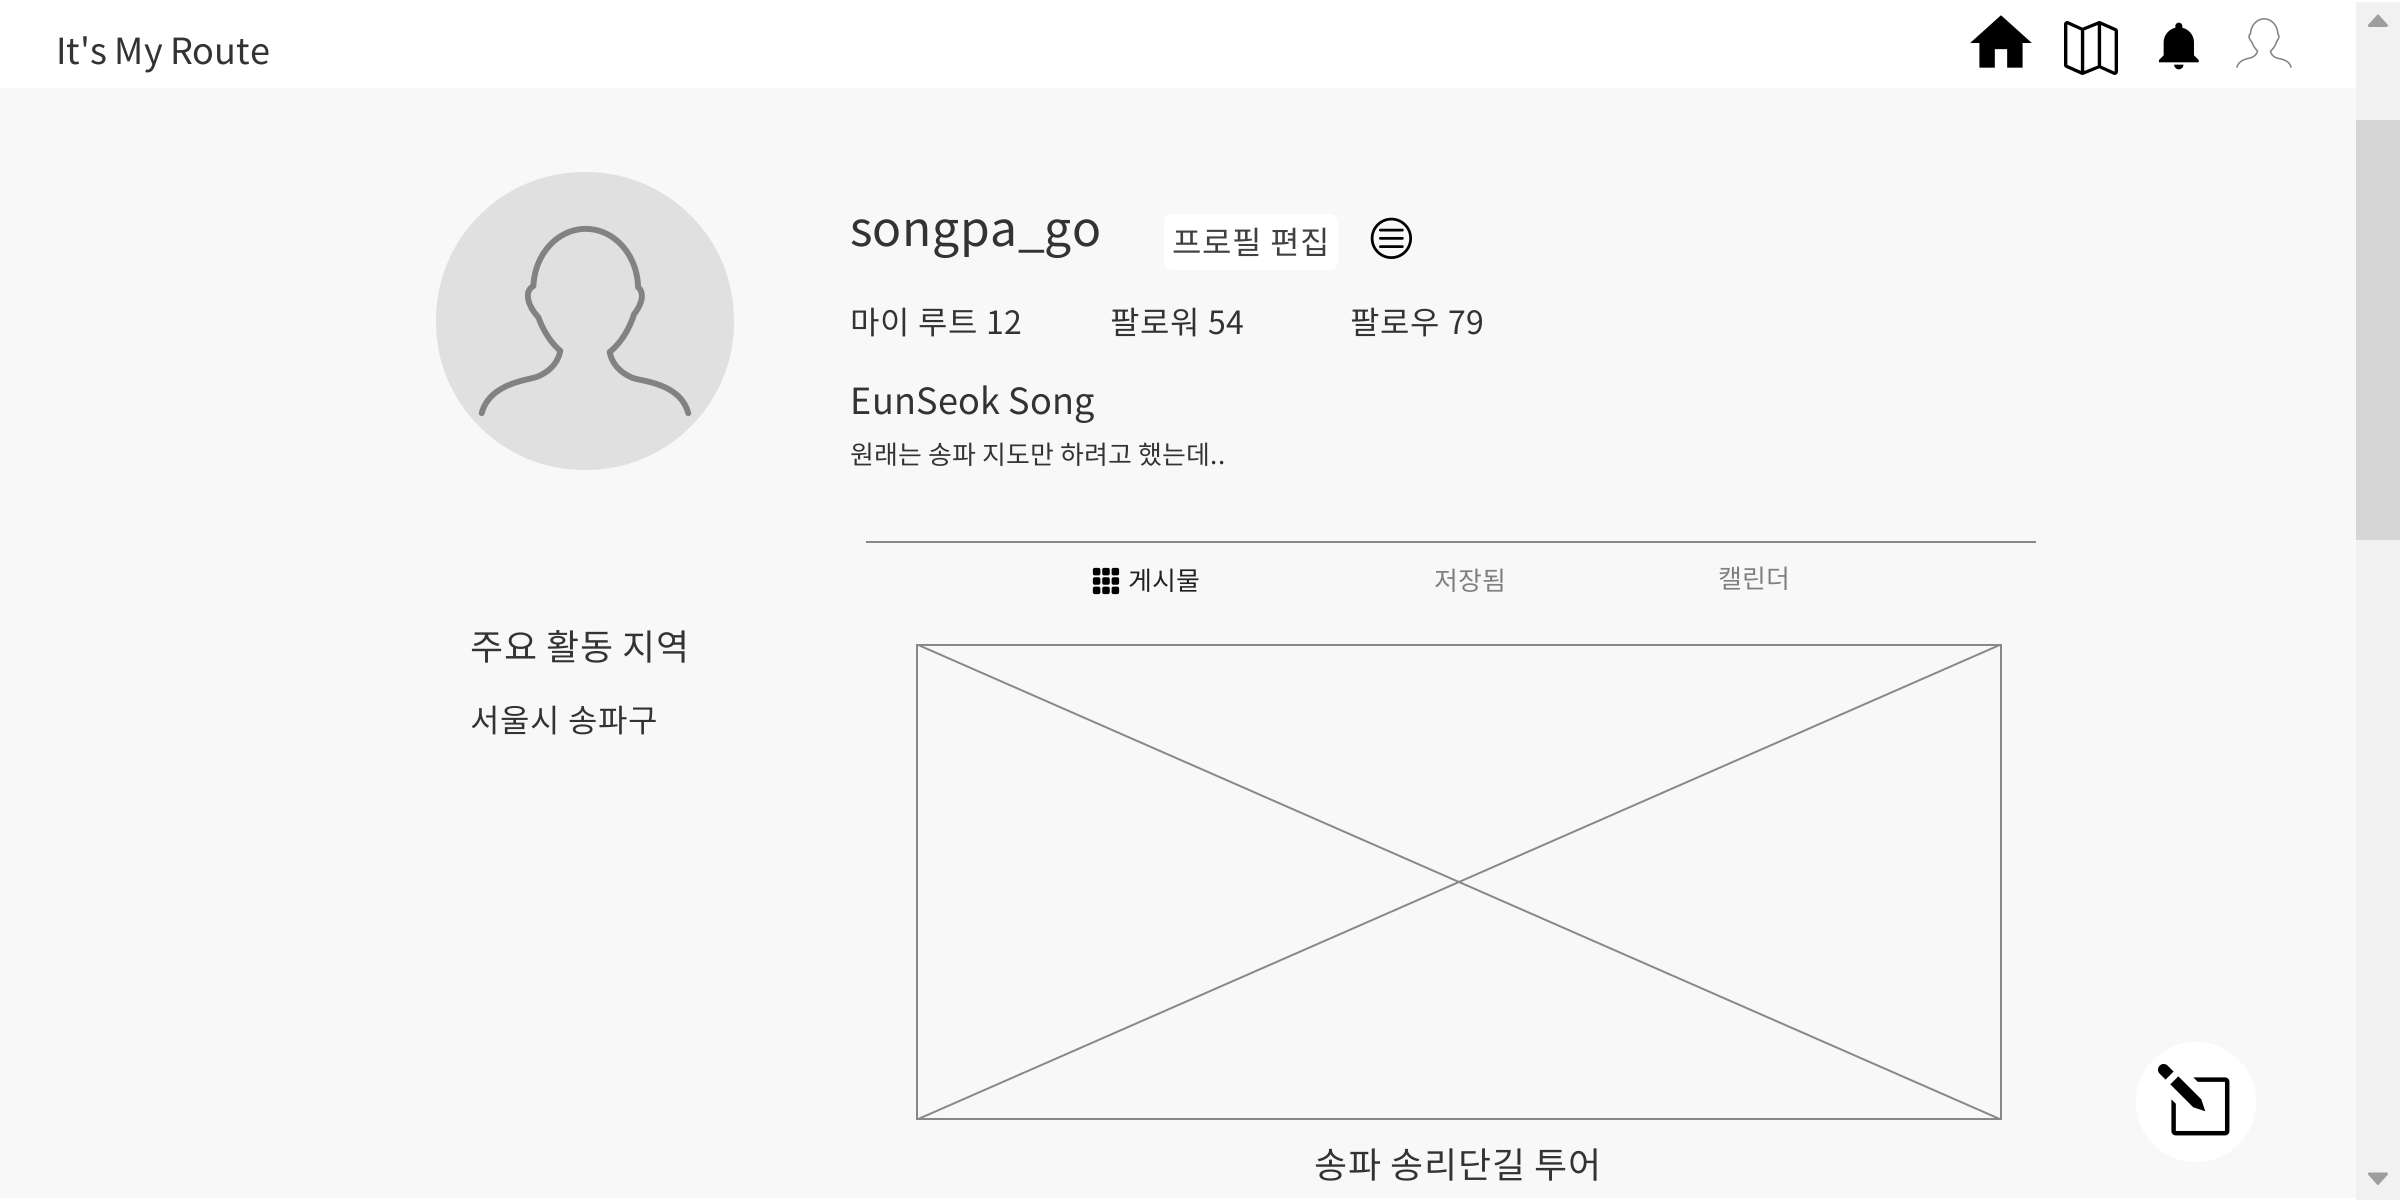 It's My Route
songpa_go
프로필 편집
마이 루트 12
팔로워 54
팔로우 79
EunSeok Song
원래는 송파 지도만 하려고 했는데..
게시물
저장됨
캘린더
주요 활동 지역
서울시 송파구
송파 송리단길 투어